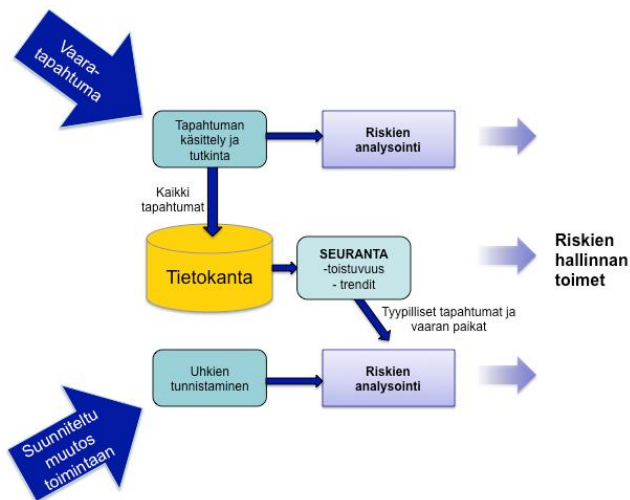 Vaara-
tapahtuma
Tapahtuman
käsittely ja
tutkinta
Riskien
analysointi
Kaikki
tapahtumat
Tietokanta
SEURANTA
-toistuvuus
- trendit
Riskien
hallinnan
toimet
Tyypilliset tapahtumat ja
vaaran paikat
Uhkien
tunnistaminen
Riskien
analysointi
Suunniteltu
muutos
toimintaan